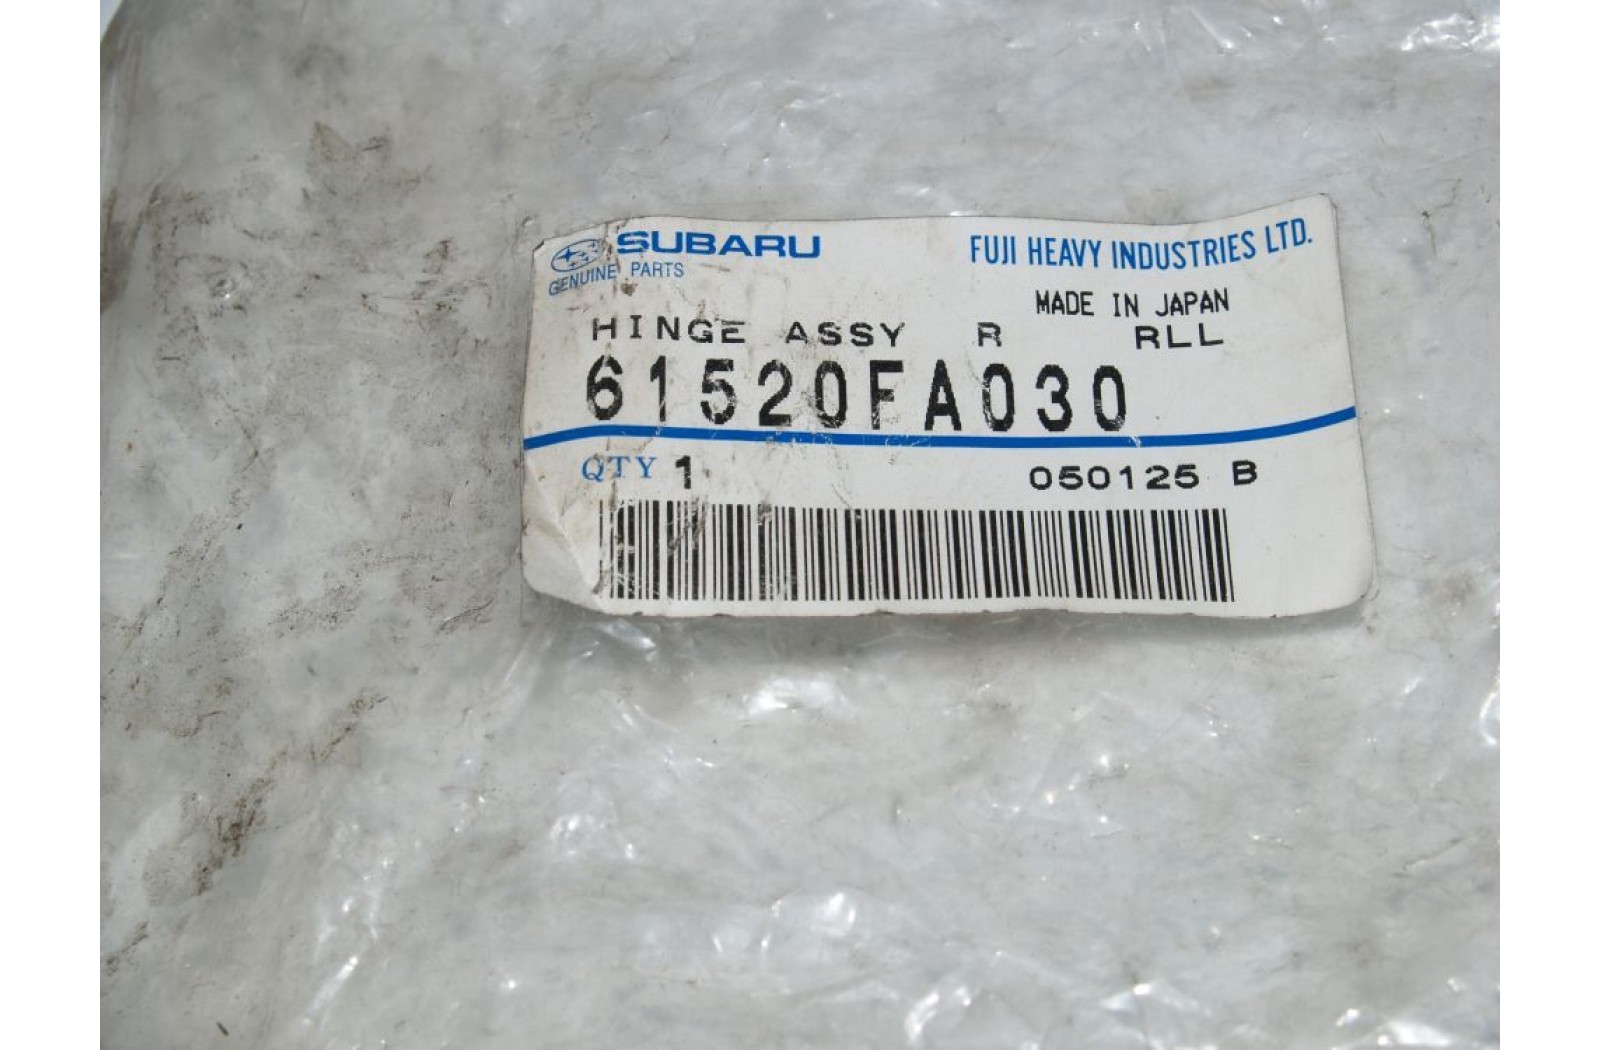 SUBARU FUJI HEAVY INDUSTRIES LTD.
GENUINE PARTS
MADE IN JAPAN
HINGE ASSY R RLL
61520FA030
QTY 1 050125 B